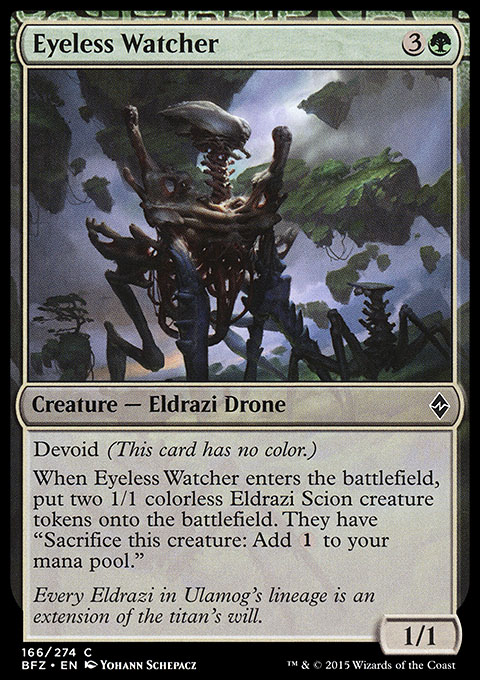 Eyeless Watcher 3
Creature — Eldrazi Drone
Devoid (This card has no color.)
When Eyeless Watcher enters the battlefield,
put two 1/1 colorless Eldrazi Scion creature
tokens onto the battlefield. They have
“Sacrifice this creature: Add 1 to your
mana pool.”
Every Eldrazi in Ulamog’s lineage is an
extension of the titan’s will.
1/1
166/274 C
BFZ • EN Yohann Schepacz
™ & © 2015 Wizards of the Coast